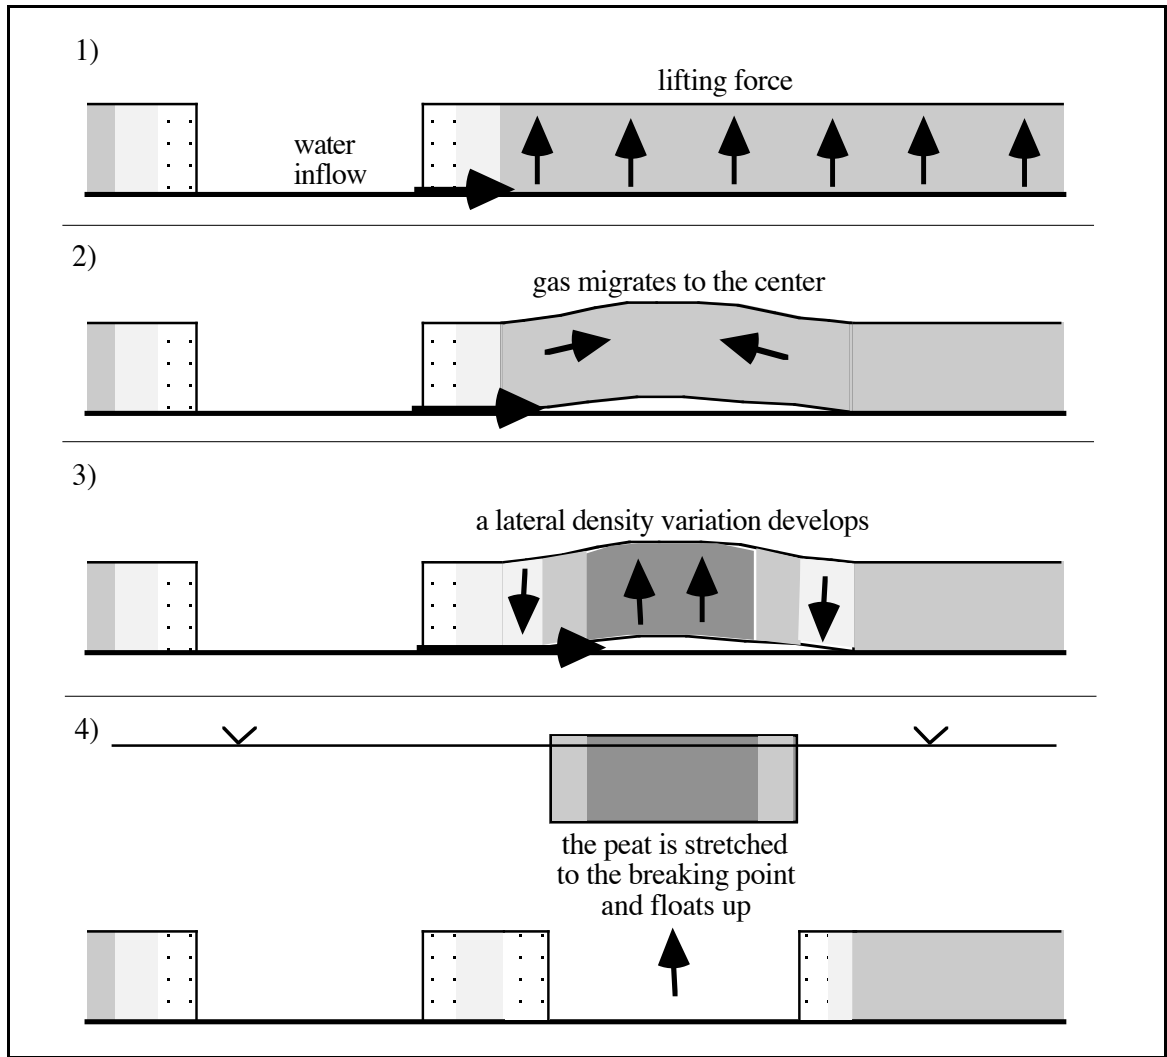 1)
lifting force
water
inflow
2)
gas migrates to the center
3)
a lateral density variation develops
4)
the peat is stretched
to the breaking point
and floats up